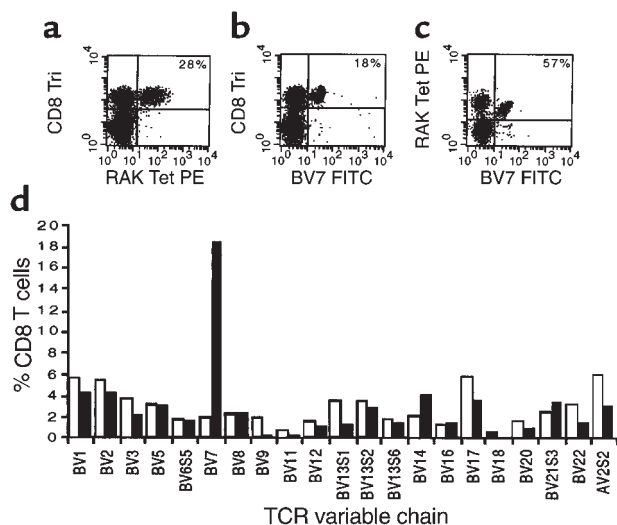 a
b
c
28%
18%
57%
10⁴
10⁰
10⁴
10⁰
10⁴
10⁰
CD8 Tri
CD8 Tri
RAK Tet PE
10⁰ 10¹ 10² 10³ 10⁴
10⁰ 10¹ 10² 10³ 10⁴
10⁰ 10¹ 10² 10³ 10⁴
RAK Tet PE
BV7 FITC
BV7 FITC
d
% CD8 T cells
20
18
16
14
12
10
8
6
4
2
0
BV1
BV2
BV3
BV5
BV6S5
BV7
BV8
BV9
BV11
BV12
BV13S1
BV13S2
BV13S6
BV14
BV16
BV17
BV18
BV20
BV21S3
BV22
AV2S2
TCR variable chain